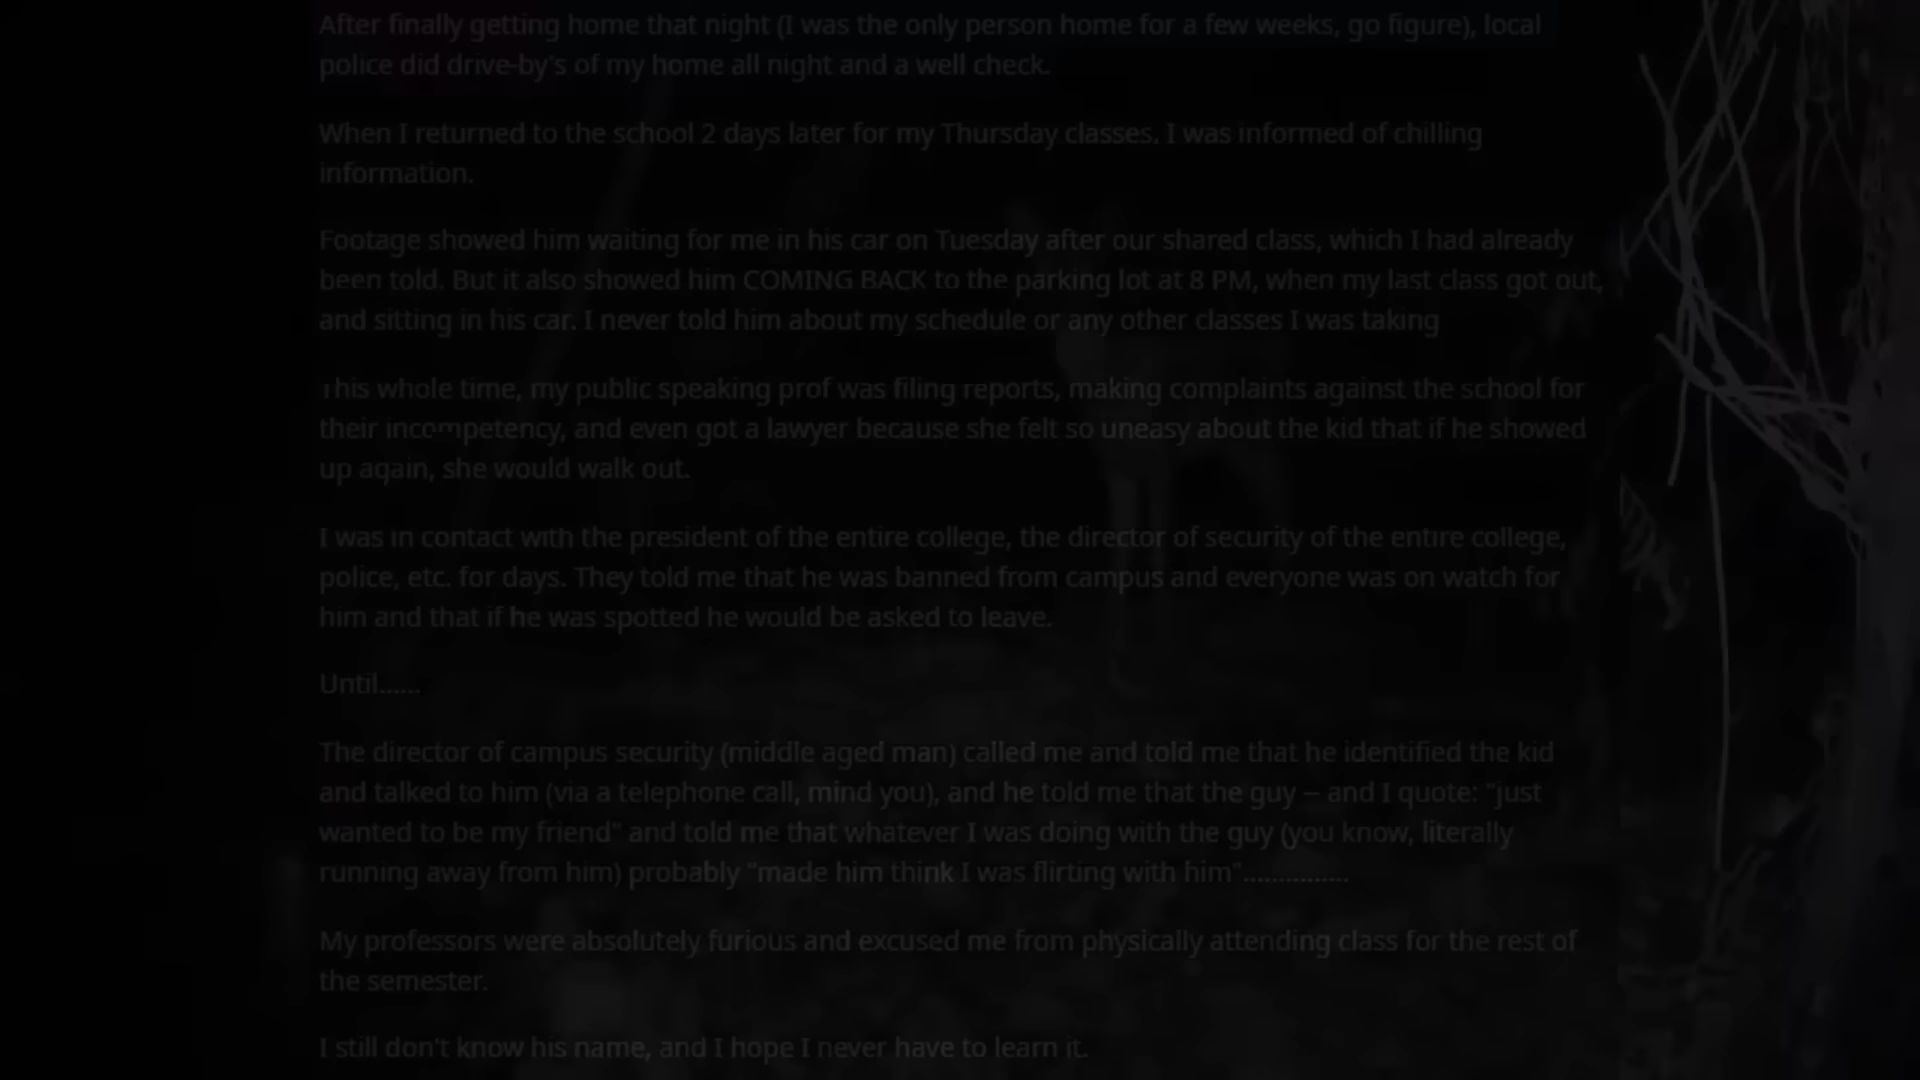 After finally getting home that night (I was the only person home for a few weeks, go figure), local
police did drive-by's of my home all night and a well check.
When I returned to the school 2 days later for my Thursday classes. I was informed of chilling
information.
Footage showed him waiting for me in his car on Tuesday after our shared class, which I had already
been told. But it also showed him COMING BACK to the parking lot at 8 PM, when my last class got out,
and sitting in his car. I never told him about my schedule or any other classes I was taking
This whole time, my public speaking prof was filing reports, making complaints against the school for
their incompetency, and even got a lawyer because she felt so uneasy about the kid that if he showed
up again, she would walk out.
I was in contact with the president of the entire college, the director of security of the entire college,
police, etc. for days. They told me that he was banned from campus and everyone was on watch for
him and that if he was spotted he would be asked to leave.
Until......
The director of campus security (middle aged man) called me and told me that he identified the kid
and talked to him (via a telephone call, mind you), and he told me that the guy – and I quote: "just
wanted to be my friend" and told me that whatever I was doing with the guy (you know, literally
running away from him) probably "made him think I was flirting with him"...............
My professors were absolutely furious and excused me from physically attending class for the rest of
the semester.
I still don't know his name, and I hope I never have to learn it.